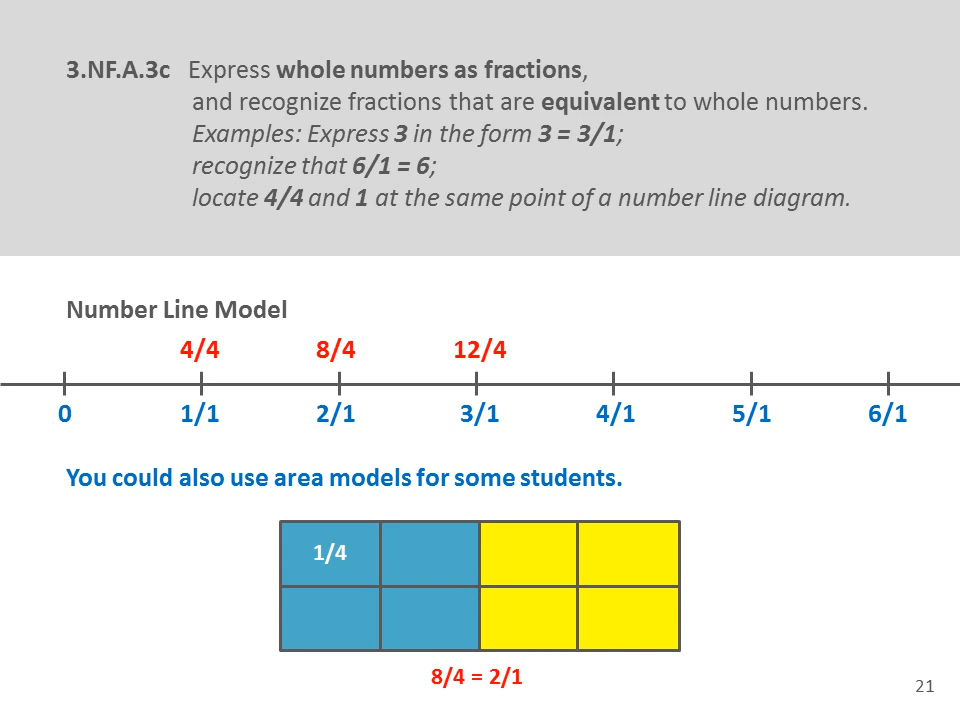 3.NF.A.3c Express whole numbers as fractions,
and recognize fractions that are equivalent to whole numbers.
Examples: Express 3 in the form 3 = 3/1;
recognize that 6/1 = 6;
locate 4/4 and 1 at the same point of a number line diagram.
Number Line Model
4/4 8/4 12/4
0 1/1 2/1 3/1 4/1 5/1 6/1
You could also use area models for some students.
1/4
8/4 = 2/1
21